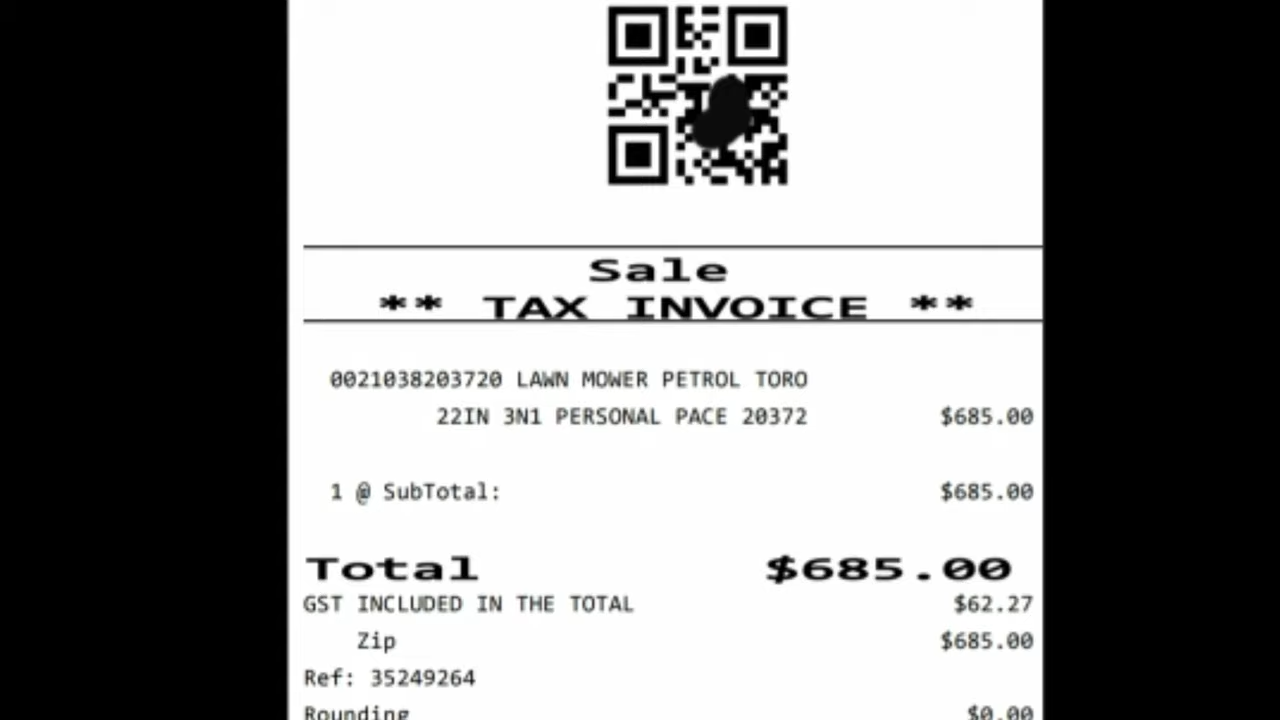 Sale
** TAX INVOICE **
0021038203720 LAWN MOWER PETROL TORO
22IN 3N1 PERSONAL PACE 20372 $685.00
1 @ SubTotal: $685.00
Total $685.00
GST INCLUDED IN THE TOTAL $62.27
Zip $685.00
Ref: 35249264
Rounding $0.00